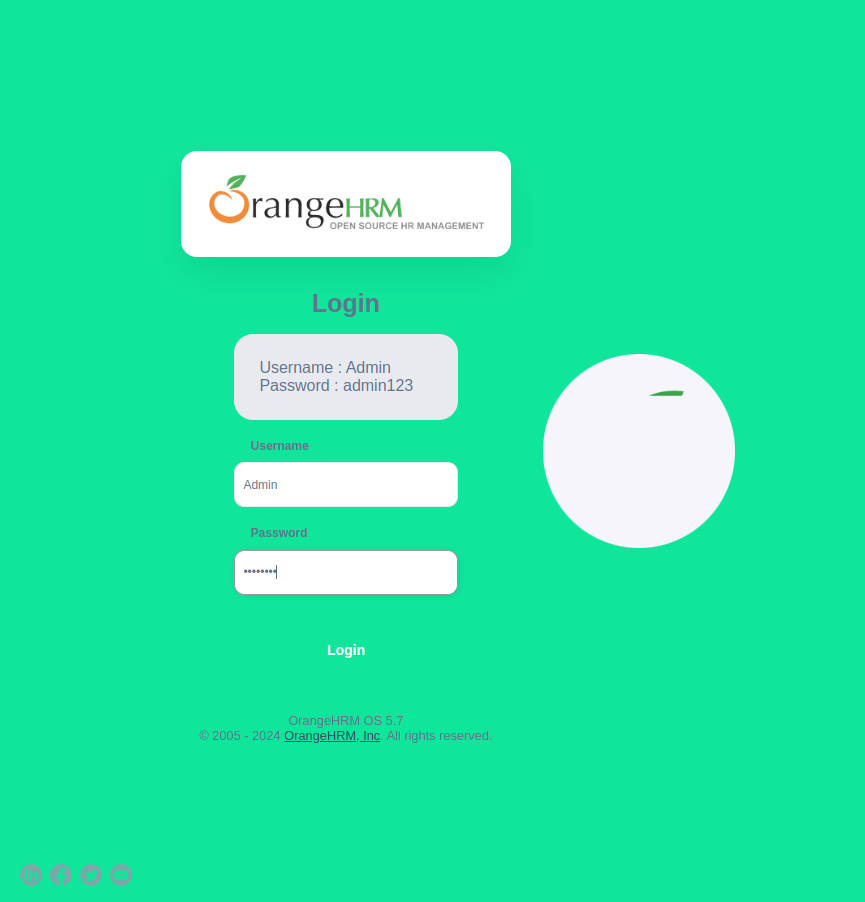 OrangeHRM
OPEN SOURCE HR MANAGEMENT
Login
Username : Admin
Password : admin123
Username
Admin
Password
••••••••
Login
OrangeHRM OS 5.7
© 2005 - 2024 OrangeHRM, Inc. All rights reserved.